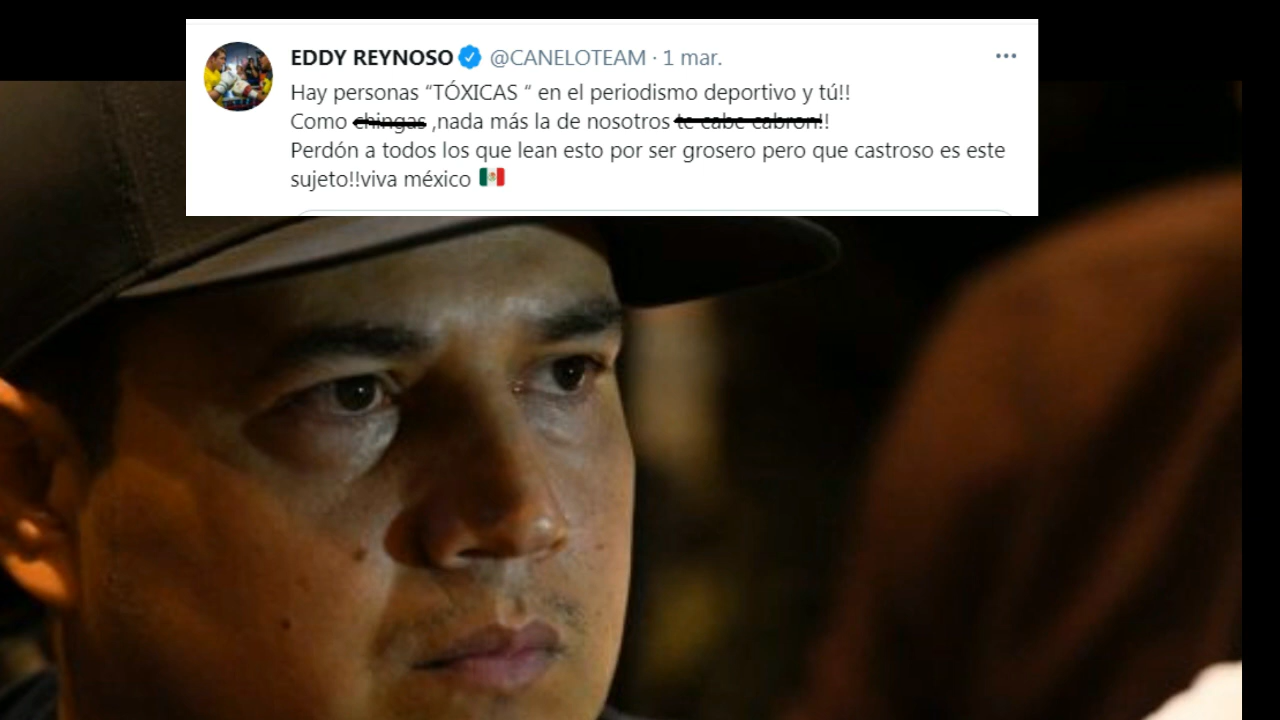 EDDY REYNOSO @CANELOTEAM · 1 mar.
Hay personas “TÓXICAS “ en el periodismo deportivo y tú!!
Como chingas ,nada más la de nosotros te cabe cabron!!
Perdón a todos los que lean esto por ser grosero pero que castroso es este
sujeto!!viva méxico